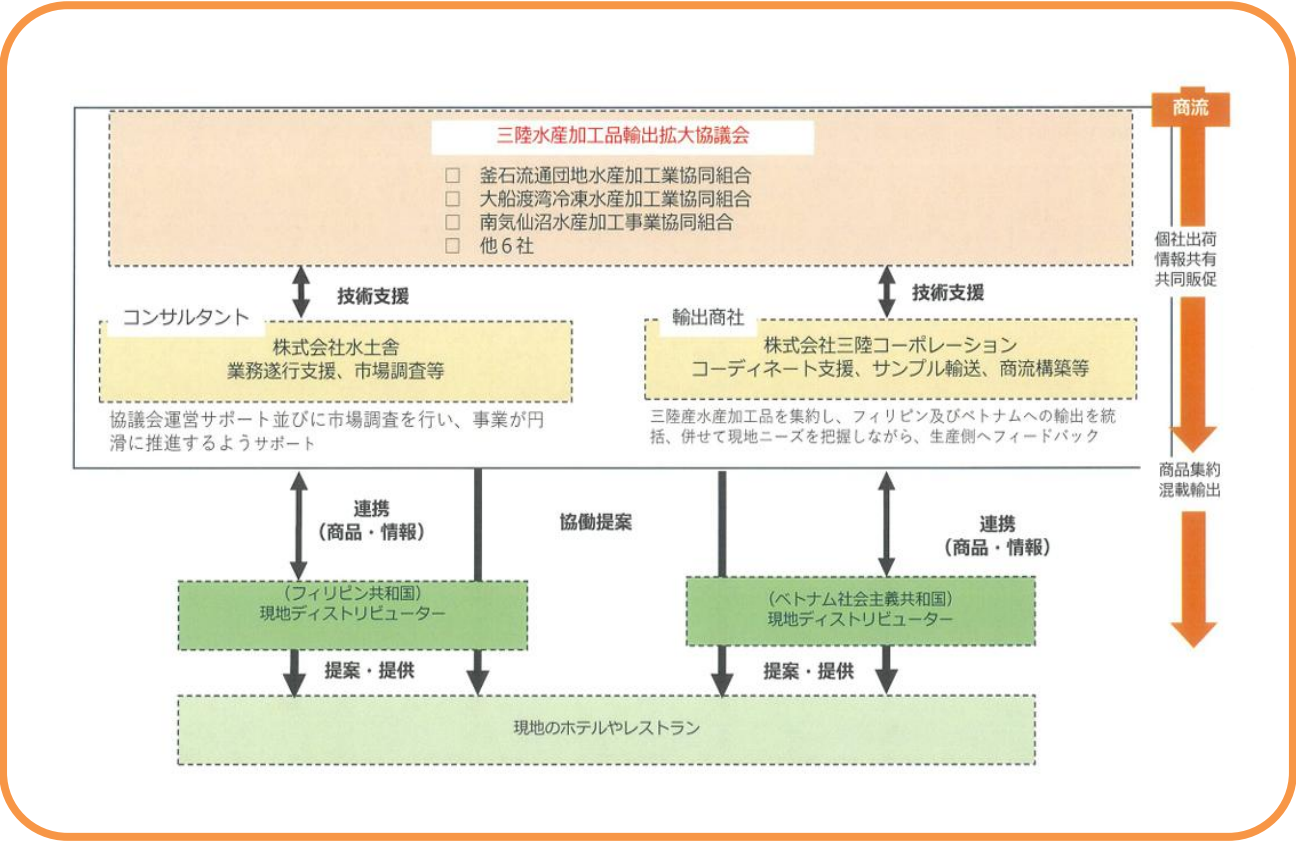 商流
三陸水産加工品輸出拡大協議会
□ 釜石流通団地水産加工業協同組合
□ 大船渡湾冷凍水産加工業協同組合
□ 南気仙沼水産加工事業協同組合
□ 他６社
個社出荷
情報共有
共同販促
技術支援
技術支援
コンサルタント
株式会社水土舎
業務遂行支援、市場調査等
協議会運営サポート並びに市場調査を行い、事業が円
滑に推進するようサポート
輸出商社
株式会社三陸コーポレーション
コーディネート支援、サンプル輸送、商流構築等
三陸産水産加工品を集約し、フィリピン及びベトナムへの輸出を統
括、併せて現地ニーズを把握しながら、生産側へフィードバック
商品集約
混載輸出
連携
（商品・情報）
協働提案
連携
（商品・情報）
（フィリピン共和国）
現地ディストリビューター
（ベトナム社会主義共和国）
現地ディストリビューター
提案・提供
提案・提供
現地のホテルやレストラン